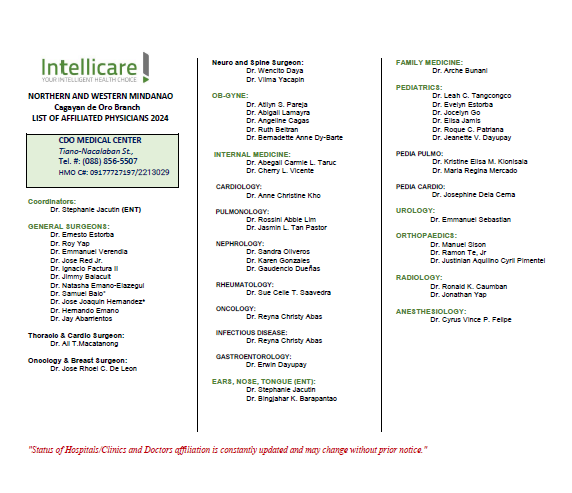 Intellicare
YOUR INTELLIGENT HEALTH CHOICE
NORTHERN AND WESTERN MINDANAO
Cagayan de Oro Branch
LIST OF AFFILIATED PHYSICIANS 2024
CDO MEDICAL CENTER
Tiano-Nacalaban St.,
Tel. #: (088) 856-5507
HMO C#: 09177727197/2213029
Coordinators:
Dr. Stephanie Jacutin (ENT)
GENERAL SURGEONS:
Dr. Ernesto Estorba
Dr. Roy Yap
Dr. Emmanuel Verendia
Dr. Jose Red Jr.
Dr. Ignacio Factura II
Dr. Jimmy Balacuit
Dr. Natasha Emano-Elazegui
Dr. Samuel Balo*
Dr. Jose Joaquin Hernandez*
Dr. Hernando Emano
Dr. Jay Abarrientos
Thoraic & Cardio Surgeon:
Dr. Ali T.Macatanong
Oncology & Breast Surgeon:
Dr. Jose Rhoel C. De Leon
Neuro and Spine Surgeon:
Dr. Wencito Daya
Dr. Vilma Yacapin
OB-GYNE:
Dr. Atlyn S. Pareja
Dr. Abigail Lamayra
Dr. Angeline Cagas
Dr. Ruth Beltran
Dr. Bernadette Anne Dy-Barte
INTERNAL MEDICINE:
Dr. Abegail Carmie L. Taruc
Dr. Cherry L. Vicente
CARDIOLOGY:
Dr. Anne Christine Kho
PULMONOLOGY:
Dr. Rossini Abbie Lim
Dr. Jasmin L. Tan Pastor
NEPHROLOGY:
Dr. Sandra Oliveros
Dr. Karen Gonzales
Dr. Gaudencio Dueñas
RHEUMATOLOGY:
Dr. Sue Celle T. Saavedra
ONCOLOGY:
Dr. Reyna Christy Abas
INFECTIOUS DISEASE:
Dr. Reyna Christy Abas
GASTROENTOROLOGY:
Dr. Erwin Dayupay
EARS, NOSE, TONGUE (ENT):
Dr. Stephanie Jacutin
Dr. Bingjahar K. Barapantao
FAMILY MEDICINE:
Dr. Arche Bunani
PEDIATRICS:
Dr. Leah C. Tangcongco
Dr. Evelyn Estorba
Dr. Jocelyn Go
Dr. Elisa Jamis
Dr. Roque C. Patriana
Dr. Jeanette V. Dayupay
PEDIA PULMO:
Dr. Kristine Elisa M. Kionisala
Dr. Maria Regina Mercado
PEDIA CARDIO:
Dr. Josephine Dela Cerna
UROLOGY:
Dr. Emmanuel Sebastian
ORTHOPAEDICS:
Dr. Manuel Sison
Dr. Ramon Te, Jr
Dr. Justinian Aquilino Cyril Pimentel
RADIOLOGY:
Dr. Ronald K. Caumban
Dr. Jonathan Yap
ANESTHESIOLOGY:
Dr. Cyrus Vince P. Felipe
"Status of Hospitals/Clinics and Doctors affiliation is constantly updated and may change without prior notice."